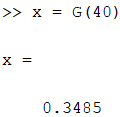 >> x = G(40)
x =
0.3485